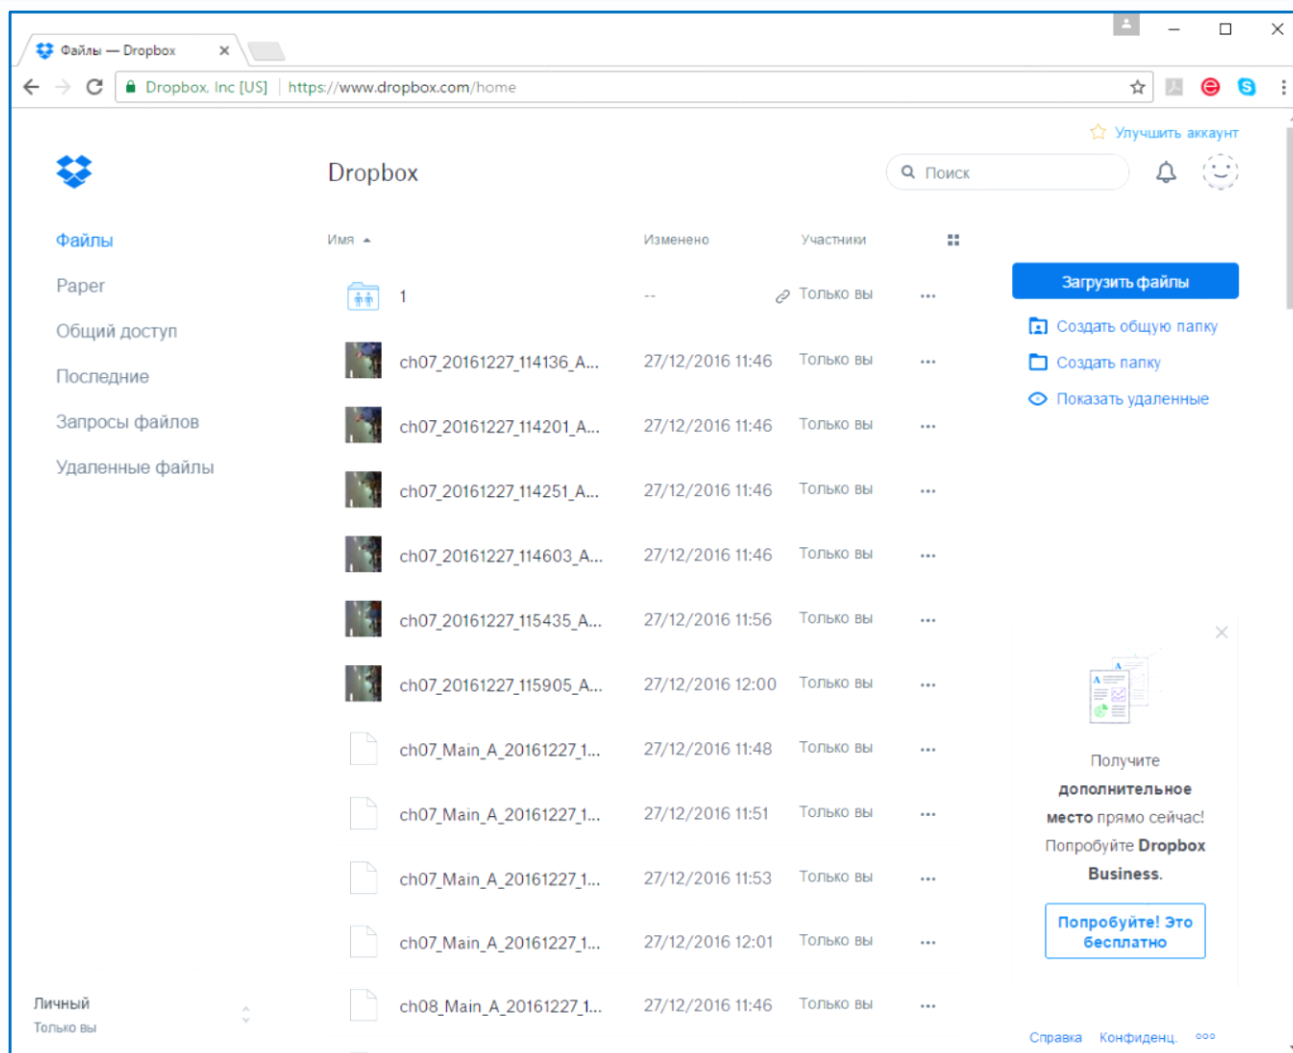 Файлы — Dropbox
Dropbox, Inc [US] https://www.dropbox.com/home
Улучшить аккаунт
Dropbox
Поиск
Файлы
Paper
Общий доступ
Последние
Запросы файлов
Удаленные файлы
Имя Изменено Участники
1 -- Только вы
ch07_20161227_114136_A... 27/12/2016 11:46 Только вы
ch07_20161227_114201_A... 27/12/2016 11:46 Только вы
ch07_20161227_114251_A... 27/12/2016 11:46 Только вы
ch07_20161227_114603_A... 27/12/2016 11:46 Только вы
ch07_20161227_115435_A... 27/12/2016 11:56 Только вы
ch07_20161227_115905_A... 27/12/2016 12:00 Только вы
ch07_Main_A_20161227_1... 27/12/2016 11:48 Только вы
ch07_Main_A_20161227_1... 27/12/2016 11:51 Только вы
ch07_Main_A_20161227_1... 27/12/2016 11:53 Только вы
ch07_Main_A_20161227_1... 27/12/2016 12:01 Только вы
ch08_Main_A_20161227_1... 27/12/2016 11:46 Только вы
Загрузить файлы
Создать общую папку
Создать папку
Показать удаленные
Получите
дополнительное
место прямо сейчас!
Попробуйте Dropbox
Business.
Попробуйте! Это
бесплатно
Личный
Только вы
Справка Конфиденц.